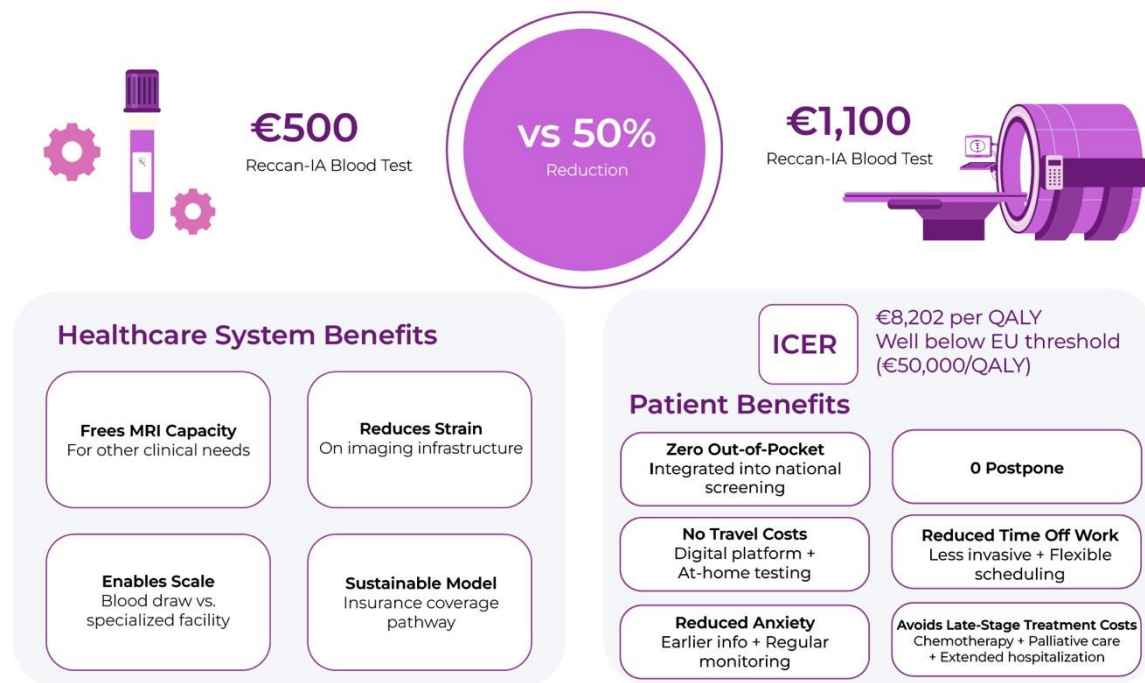 €500
Reccan-IA Blood Test
vs 50%
Reduction
€1,100
Reccan-IA Blood Test
Healthcare System Benefits
Frees MRI Capacity
For other clinical needs
Reduces Strain
On imaging infrastructure
Enables Scale
Blood draw vs.
specialized facility
Sustainable Model
Insurance coverage
pathway
ICER
€8,202 per QALY
Well below EU threshold
(€50,000/QALY)
Patient Benefits
Zero Out-of-Pocket
Integrated into national
screening
0 Postpone
No Travel Costs
Digital platform +
At-home testing
Reduced Time Off Work
Less invasive + Flexible
scheduling
Reduced Anxiety
Earlier info + Regular
monitoring
Avoids Late-Stage Treatment Costs
Chemotherapy + Palliative care
+ Extended hospitalization